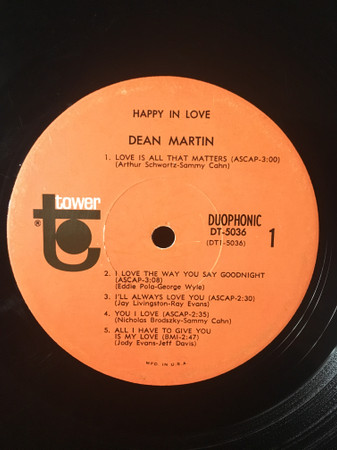 HAPPY IN LOVE
DEAN MARTIN
1. LOVE IS ALL THAT MATTERS (ASCAP-3:00)
(Arthur Schwartz-Sammy Cahn)
tower
®
DUOPHONIC
DT-5036
(DT1-5036)
1
2. I LOVE THE WAY YOU SAY GOODNIGHT
(ASCAP-3:08)
(Eddie Pola-George Wyle)
3. I'LL ALWAYS LOVE YOU (ASCAP-2:30)
(Jay Livingston-Ray Evans)
4. YOU I LOVE (ASCAP-2:35)
(Nicholas Brodszky-Sammy Cahn)
5. ALL I HAVE TO GIVE YOU
IS MY LOVE (BMI-2:47)
(Jody Evans-Jeff Davis)
MFD. IN U.S.A.